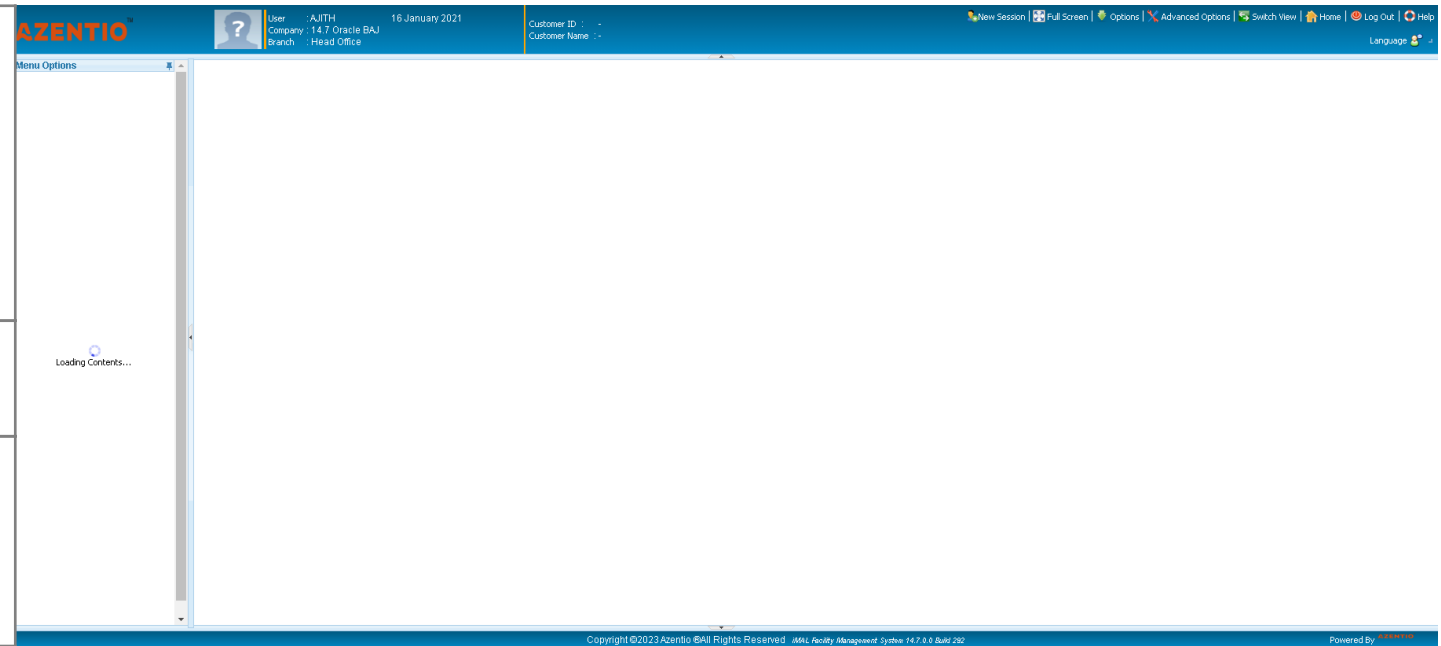 AZENTIO™
User : AJITH 16 January 2021
Company : 14.7 Oracle BAJ
Branch : Head Office
Customer ID : -
Customer Name : -
New Session | Full Screen | Options | Advanced Options | Switch View | Home | Log Out | Help
Language
Menu Options
Loading Contents...
Copyright ©2023 Azentio ®All Rights Reserved iMAL Facility Management System 14.7.0.0 Build 292
Powered By AZENTIO